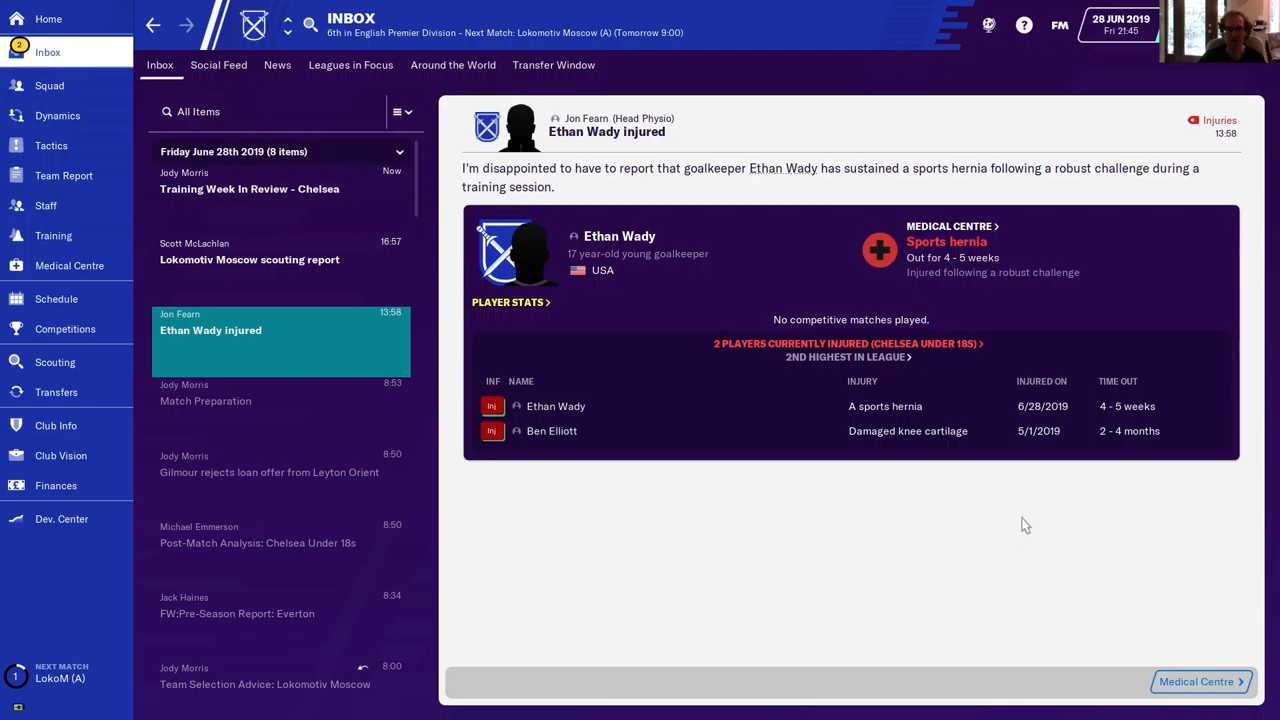 Home
2
Inbox
Squad
Dynamics
Tactics
Team Report
Staff
Training
Medical Centre
Schedule
Competitions
Scouting
Transfers
Club Info
Club Vision
Finances
Dev. Center
NEXT MATCH
1
LokoM (A)
INBOX
6th in English Premier Division - Next Match: Lokomotiv Moscow (A) (Tomorrow 9:00)
?
FM
28 JUN 2019
Fri 21:45
Inbox Social Feed News Leagues in Focus Around the World Transfer Window
All Items
Friday June 28th 2019 (8 items)
Jody Morris Now
Training Week In Review - Chelsea
Scott McLachlan 16:57
Lokomotiv Moscow scouting report
Jon Fearn 13:58
Ethan Wady injured
Jody Morris 8:53
Match Preparation
Jody Morris 8:50
Gilmour rejects loan offer from Leyton Orient
Michael Emmerson 8:50
Post-Match Analysis: Chelsea Under 18s
Jack Haines 8:34
FW:Pre-Season Report: Everton
Jody Morris 8:00
Team Selection Advice: Lokomotiv Moscow
Jon Fearn (Head Physio)
Ethan Wady injured
Injuries
13:58
I'm disappointed to have to report that goalkeeper Ethan Wady has sustained a sports hernia following a robust challenge during a
training session.
Ethan Wady
17 year-old young goalkeeper
USA
MEDICAL CENTRE >
Sports hernia
Out for 4 - 5 weeks
Injured following a robust challenge
PLAYER STATS >
No competitive matches played.
2 PLAYERS CURRENTLY INJURED (CHELSEA UNDER 18S) >
2ND HIGHEST IN LEAGUE >
INF NAME INJURY INJURED ON TIME OUT
Inj Ethan Wady A sports hernia 6/28/2019 4 - 5 weeks
Inj Ben Elliott Damaged knee cartilage 5/1/2019 2 - 4 months
Medical Centre >